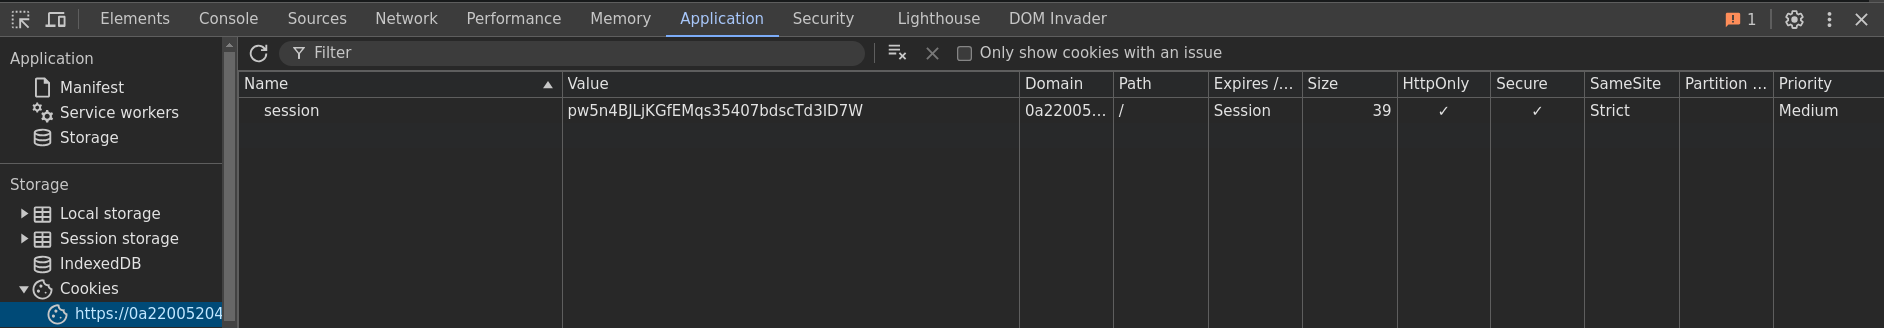 Elements Console Sources Network Performance Memory Application Security Lighthouse DOM Invader 1
Application
Manifest
Service workers
Storage
Storage
Local storage
Session storage
IndexedDB
Cookies
https://0a22005204
Filter Only show cookies with an issue
Name Value Domain Path Expires /... Size HttpOnly Secure SameSite Partition ... Priority
session pw5n4BJLjKGfEMqs35407bdscTd3ID7W 0a22005... / Session 39 ✓ ✓ Strict Medium